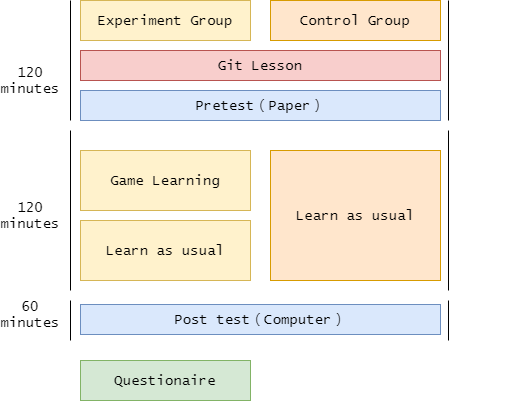 Experiment Group
Control Group
120
minutes
Git Lesson
Pretest（Paper）
120
minutes
Game Learning
Learn as usual
Learn as usual
60
minutes
Post test（Computer）
Questionaire